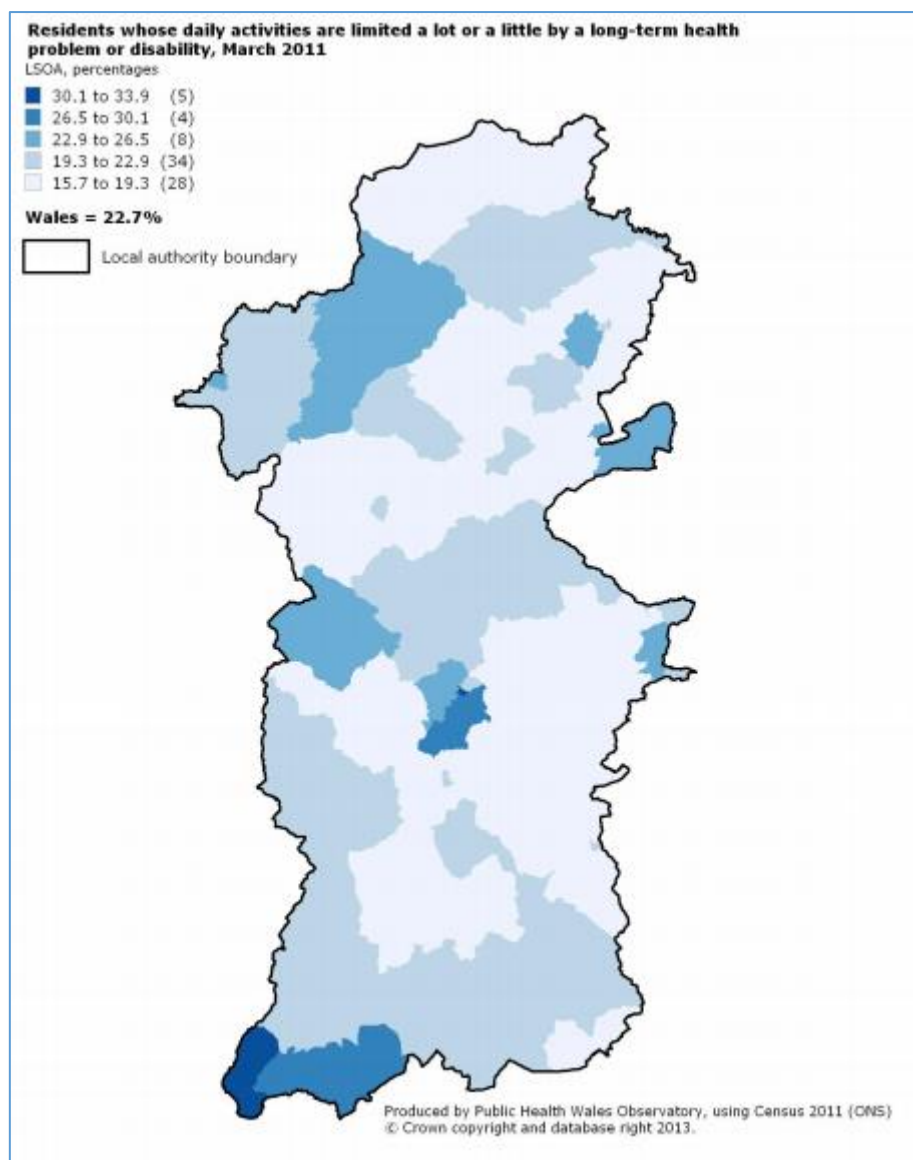 Residents whose daily activities are limited a lot or a little by a long-term health
problem or disability, March 2011
LSOA, percentages
30.1 to 33.9 (5)
26.5 to 30.1 (4)
22.9 to 26.5 (8)
19.3 to 22.9 (34)
15.7 to 19.3 (28)
Wales = 22.7%
Local authority boundary
Produced by Public Health Wales Observatory, using Census 2011 (ONS)
© Crown copyright and database right 2013.